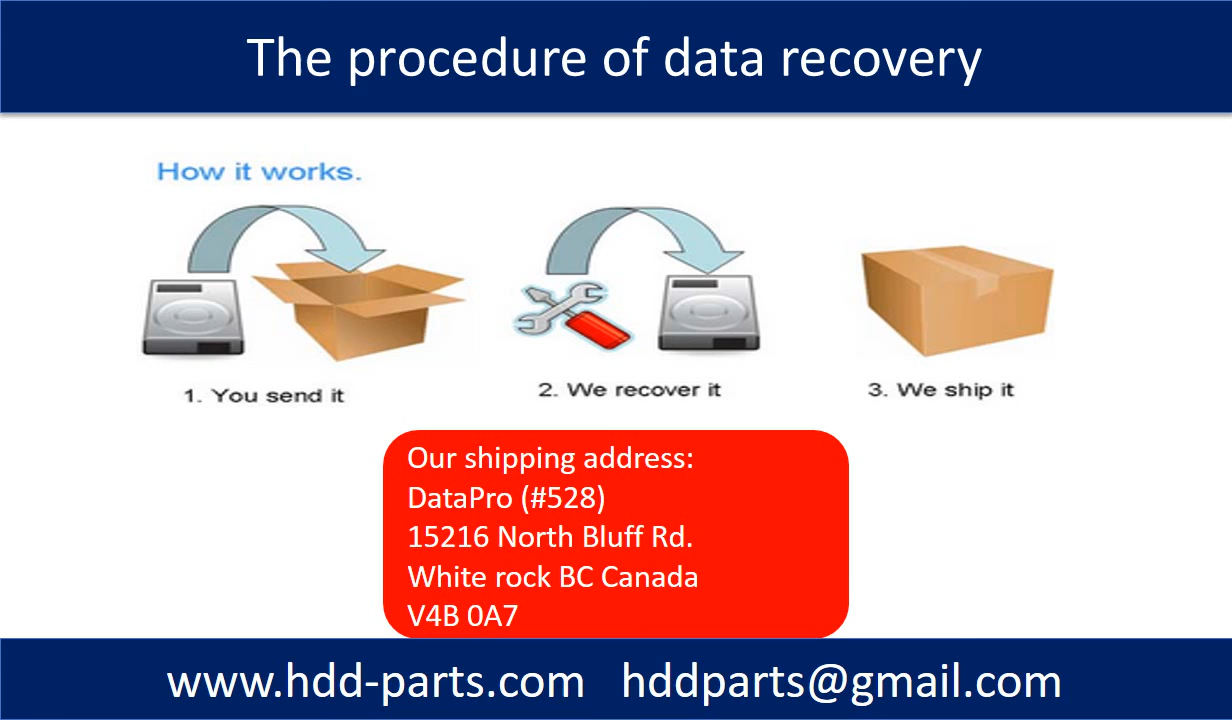 The procedure of data recovery
How it works.
1. You send it
2. We recover it
3. We ship it
Our shipping address:
DataPro (#528)
15216 North Bluff Rd.
White rock BC Canada
V4B 0A7
www.hdd-parts.com hddparts@gmail.com